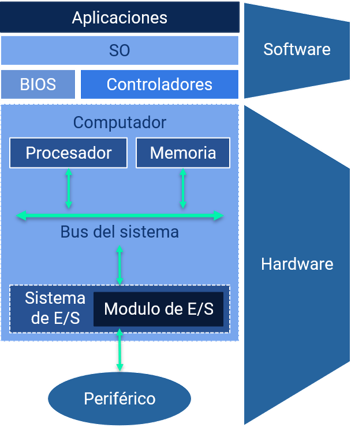 Aplicaciones
SO
Software
BIOS
Controladores
Computador
Procesador
Memoria
Bus del sistema
Hardware
Sistema
de E/S
Modulo de E/S
Periférico